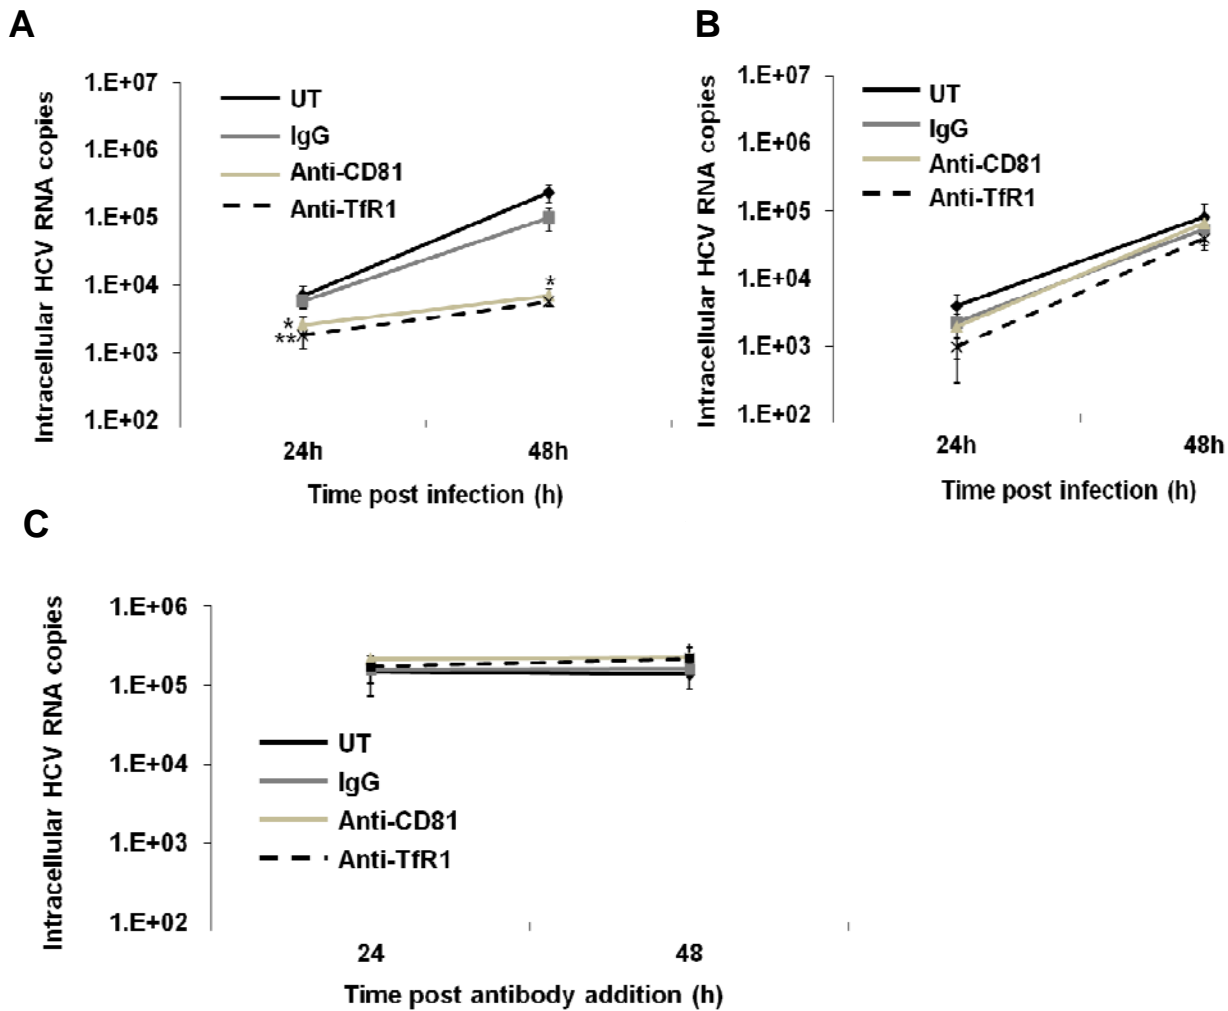 A
Intracellular HCV RNA copies
1.E+07
1.E+06
1.E+05
1.E+04
1.E+03
1.E+02
UT
IgG
Anti-CD81
Anti-TfR1
*
**
*
24h
48h
Time post infection (h)
B
Intracellular HCV RNA copies
1.E+07
1.E+06
1.E+05
1.E+04
1.E+03
1.E+02
UT
IgG
Anti-CD81
Anti-TfR1
24h
48h
Time post infection (h)
C
Intracellular HCV RNA copies
1.E+06
1.E+05
1.E+04
1.E+03
1.E+02
UT
IgG
Anti-CD81
Anti-TfR1
24
48
Time post antibody addition (h)